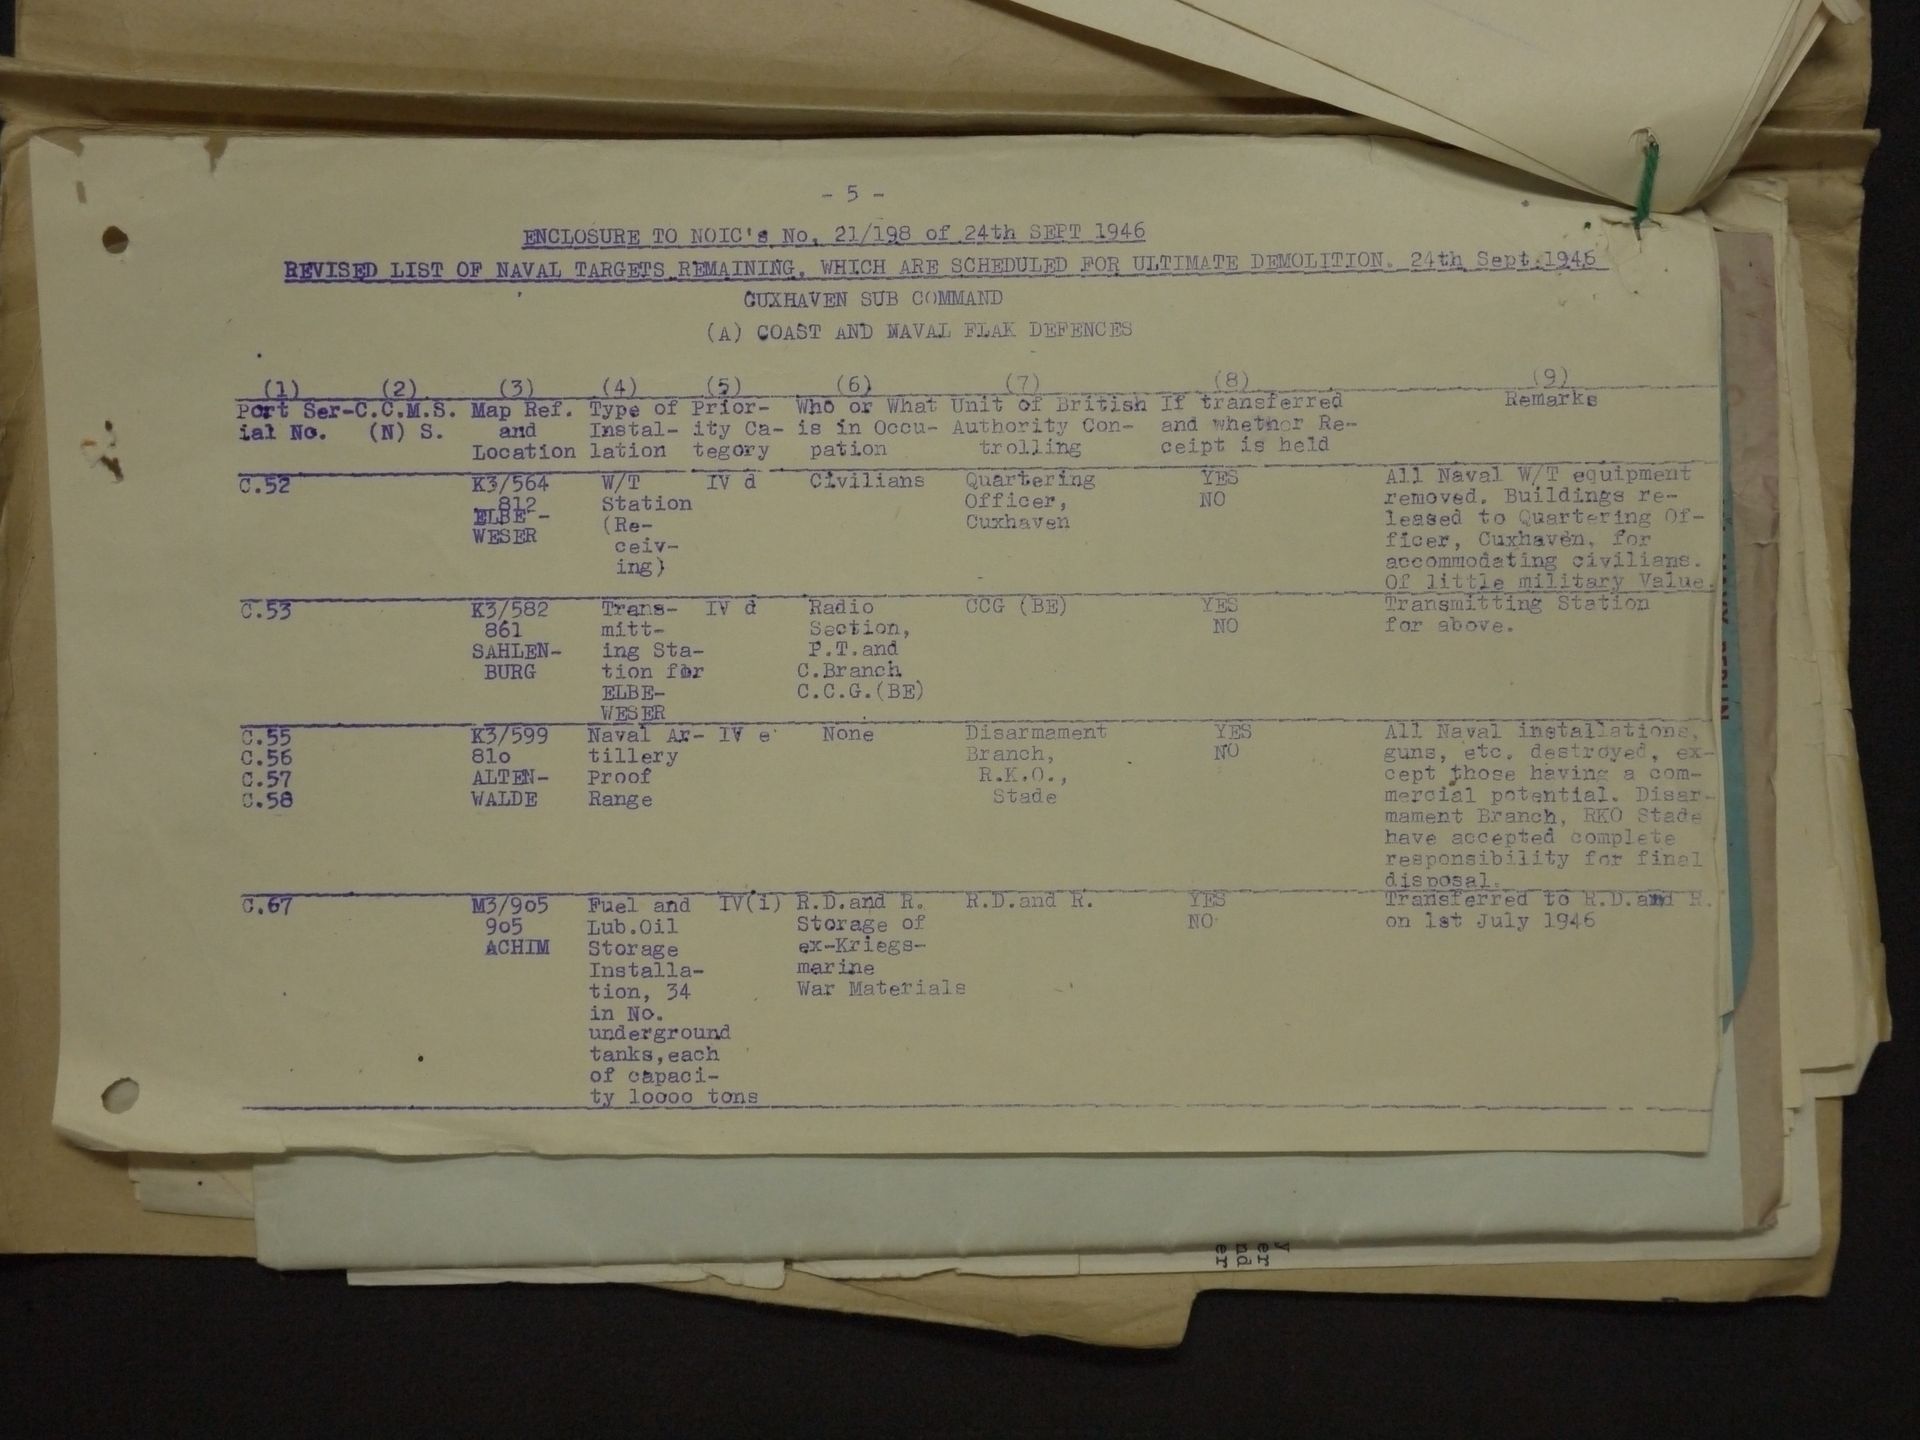 - 5 -
ENCLOSURE TO NOIC's No. 21/198 of 24th SEPT 1946
REVISED LIST OF NAVAL TARGETS REMAINING, WHICH ARE SCHEDULED FOR ULTIMATE DEMOLITION. 24th Sept.1946
CUXHAVEN SUB COMMAND
(A) COAST AND NAVAL FLAK DEFENCES
(1) (2) (3) (4) (5) (6) (7) (8) (9)
Port Ser- C.C.M.S. Map Ref. Type of Prior- Who or What Unit of British If transferred Remarks
ial No. (N) S. and Instal- ity Ca- is in Occu- Authority Con- and whether Re-
Location lation tegory pation trolling ceipt is held
C.52 K3/564 W/T IV d Civilians Quartering YES All Naval W/T equipment
812 Station Officer, NO removed. Buildings re-
ELBE- (Re- Cuxhaven leased to Quartering Of-
WESER ceiv- ficer, Cuxhaven, for
ing) accommodating civilians.
Of little military Value.
C.53 K3/582 Trans- IV d Radio CCG (BE) YES Transmitting Station
861 mitt- Section, NO for above.
SAHLEN- ing Sta- P.T.and
BURG tion for C.Branch
ELBE- C.C.G.(BE)
WESER
C.55 K3/599 Naval Ar- IV e None Disarmament YES All Naval installations,
C.56 81o tillery Branch, NO guns, etc. destroyed, ex-
C.57 ALTEN- Proof R.K.O., cept those having a com-
C.58 WALDE Range Stade mercial potential. Disar-
mament Branch, RKO Stade
have accepted complete
responsibility for final
disposal.
C.67 M3/9o5 Fuel and IV(i) R.D.and R. R.D.and R. YES Transferred to R.D.and R.
9o5 Lub.Oil Storage of NO on 1st July 1946
ACHIM Storage ex-Kriegs-
Installa- marine
tion, 34 War Materials
in No.
underground
tanks,each
of capaci-
ty 1oooo tons
y
er
nd
er